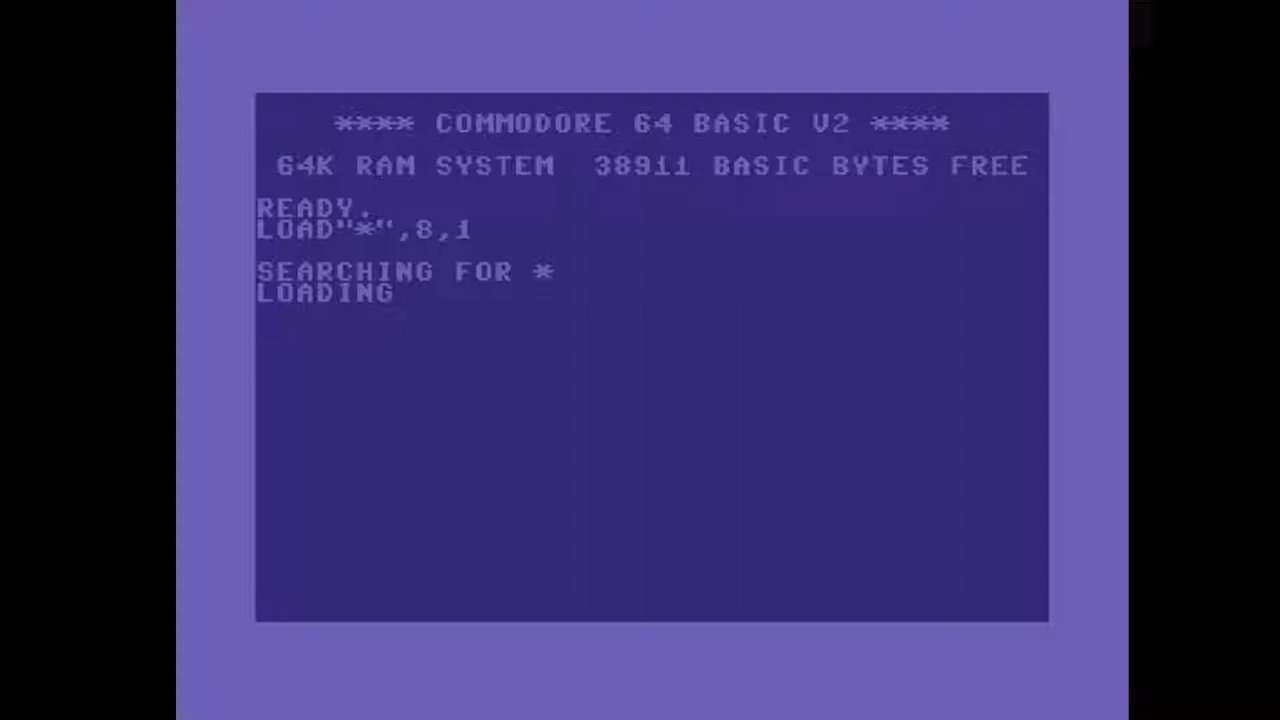 **** COMMODORE 64 BASIC V2 ****
64K RAM SYSTEM  38911 BASIC BYTES FREE
READY.
LOAD"*",8,1
SEARCHING FOR *
LOADING